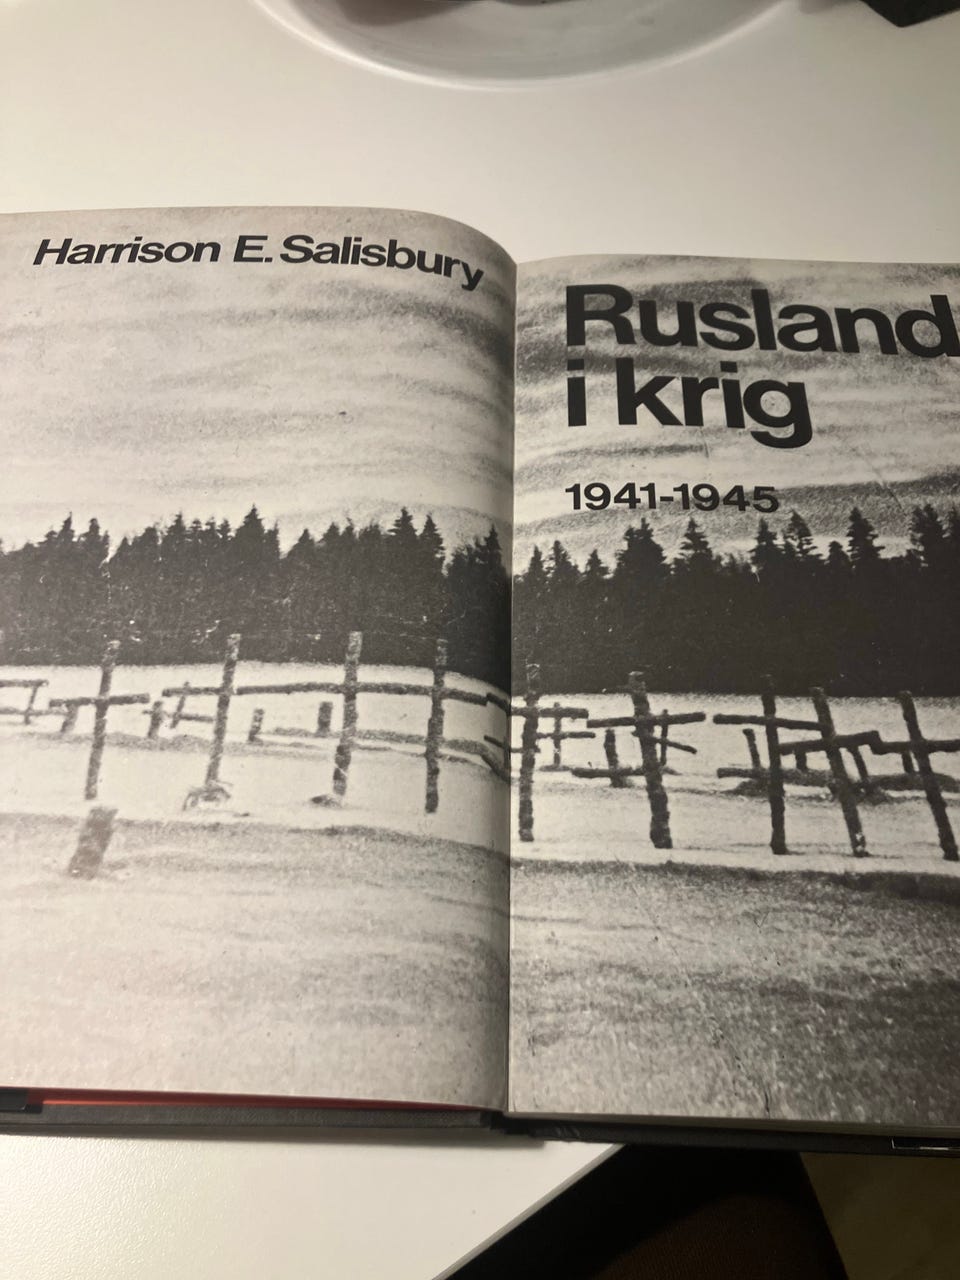 Harrison E. Salisbury
Rusland
i krig
1941-1945